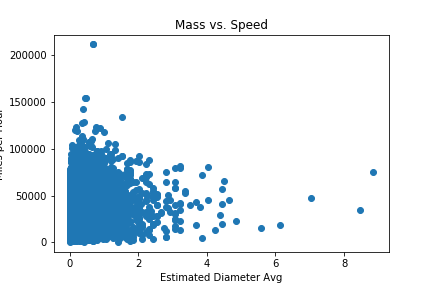 Mass vs. Speed
200000
150000
100000
50000
0
Miles per Hour
0 2 4 6 8
Estimated Diameter Avg